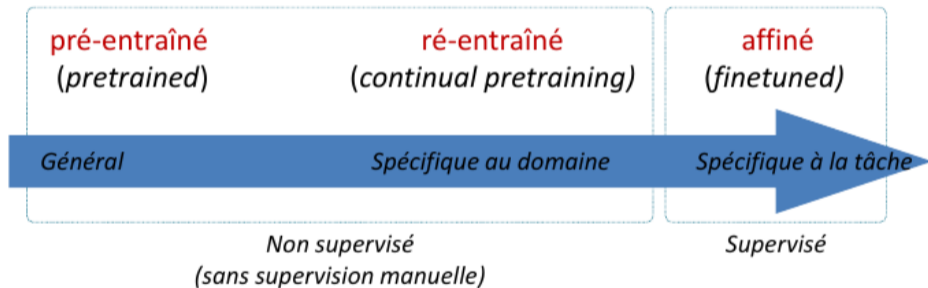 pré-entraîné
(pretrained)
ré-entraîné
(continual pretraining)
affiné
(finetuned)
Général
Spécifique au domaine
Spécifique à la tâche
Non supervisé
(sans supervision manuelle)
Supervisé